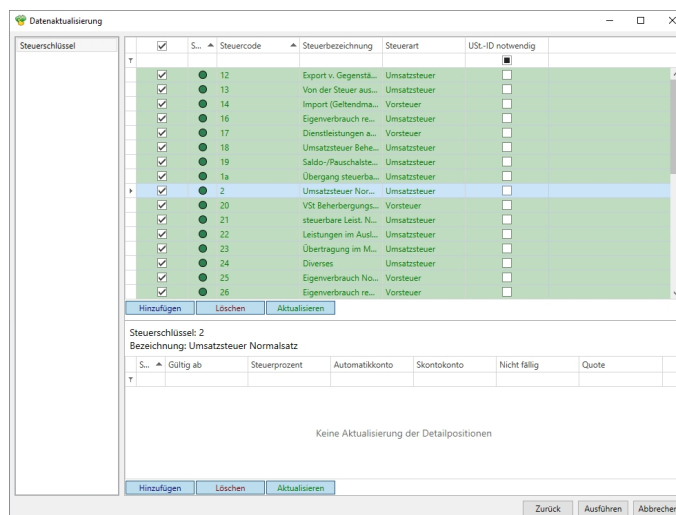 Datenaktualisierung
Steuerschlüssel
S... Steuercode Steuerbezeichnung Steuerart USt.-ID notwendig
12 Export v. Gegenstä... Umsatzsteuer
13 Von der Steuer aus... Umsatzsteuer
14 Import (Geltendma... Vorsteuer
16 Eigenverbrauch re... Umsatzsteuer
17 Dienstleistungen a... Vorsteuer
18 Umsatzsteuer Behe... Umsatzsteuer
19 Saldo-/Pauschalste... Umsatzsteuer
1a Übergang steuerba... Umsatzsteuer
2 Umsatzsteuer Nor... Umsatzsteuer
20 VSt Beherbergungs... Vorsteuer
21 steuerbare Leist. N... Umsatzsteuer
22 Leistungen im Ausl... Umsatzsteuer
23 Übertragung im M... Umsatzsteuer
24 Diverses Umsatzsteuer
25 Eigenverbrauch No... Vorsteuer
26 Eigenverbrauch re... Vorsteuer
Hinzufügen Löschen Aktualisieren
Steuerschlüssel: 2
Bezeichnung: Umsatzsteuer Normalsatz
S... Gültig ab Steuerprozent Automatikkonto Skontokonto Nicht fällig Quote
Keine Aktualisierung der Detailpositionen
Hinzufügen Löschen Aktualisieren
Zurück Ausführen Abbrechen